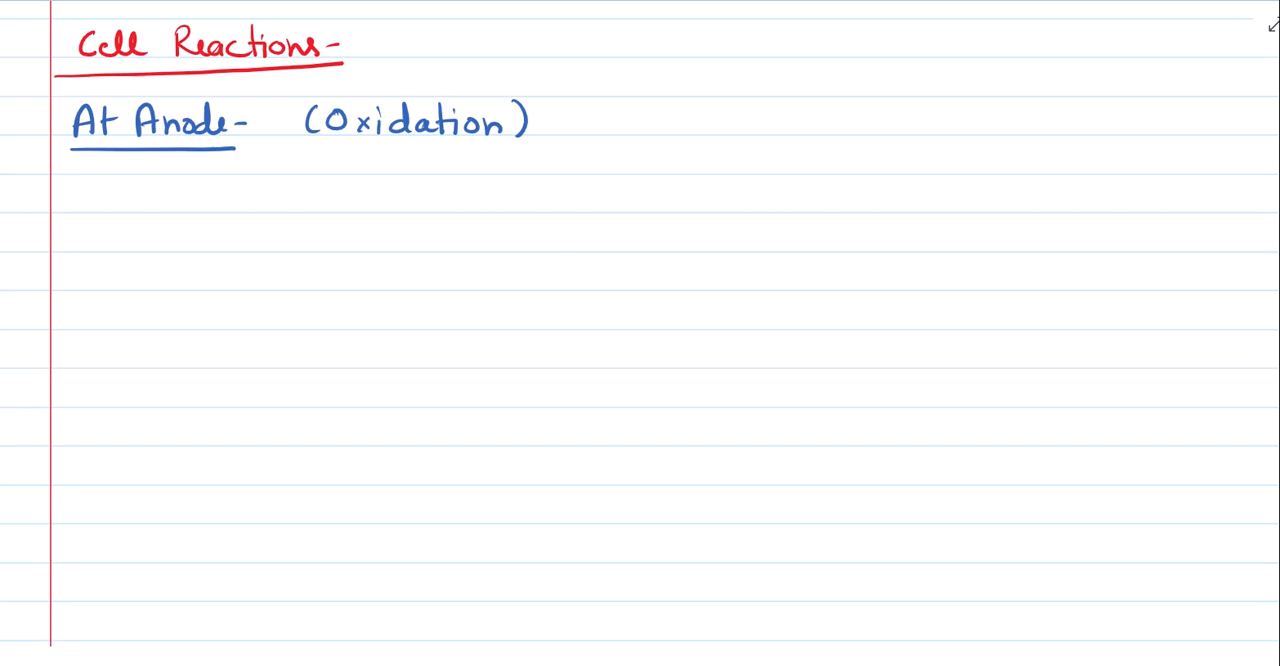 Cell Reactions-
At Anode- (Oxidation)